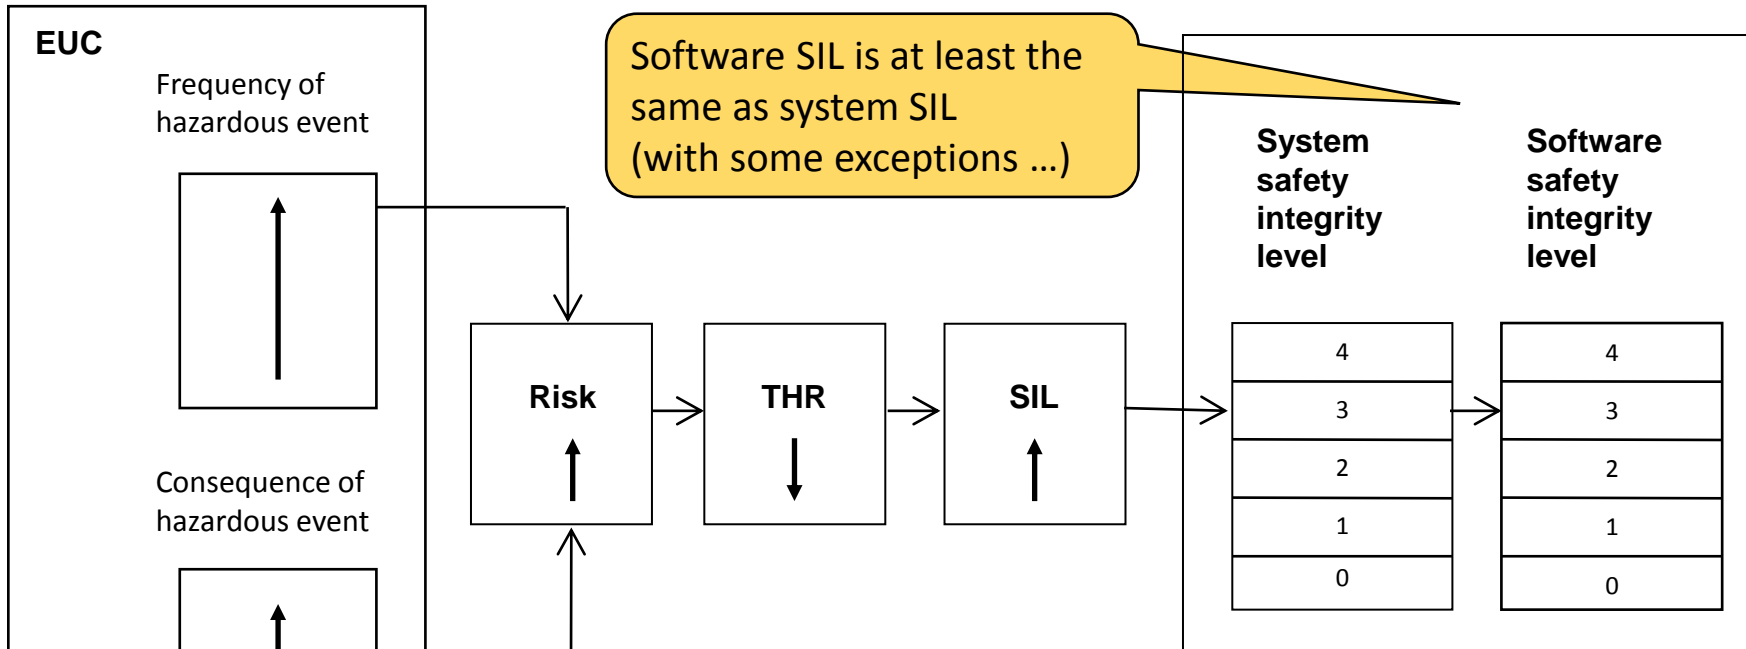 EUC
Frequency of
hazardous event
Consequence of
hazardous event
Software SIL is at least the
same as system SIL
(with some exceptions ...)
Risk
THR
SIL
System
safety
integrity
level
4
3
2
1
0
Software
safety
integrity
level
4
3
2
1
0